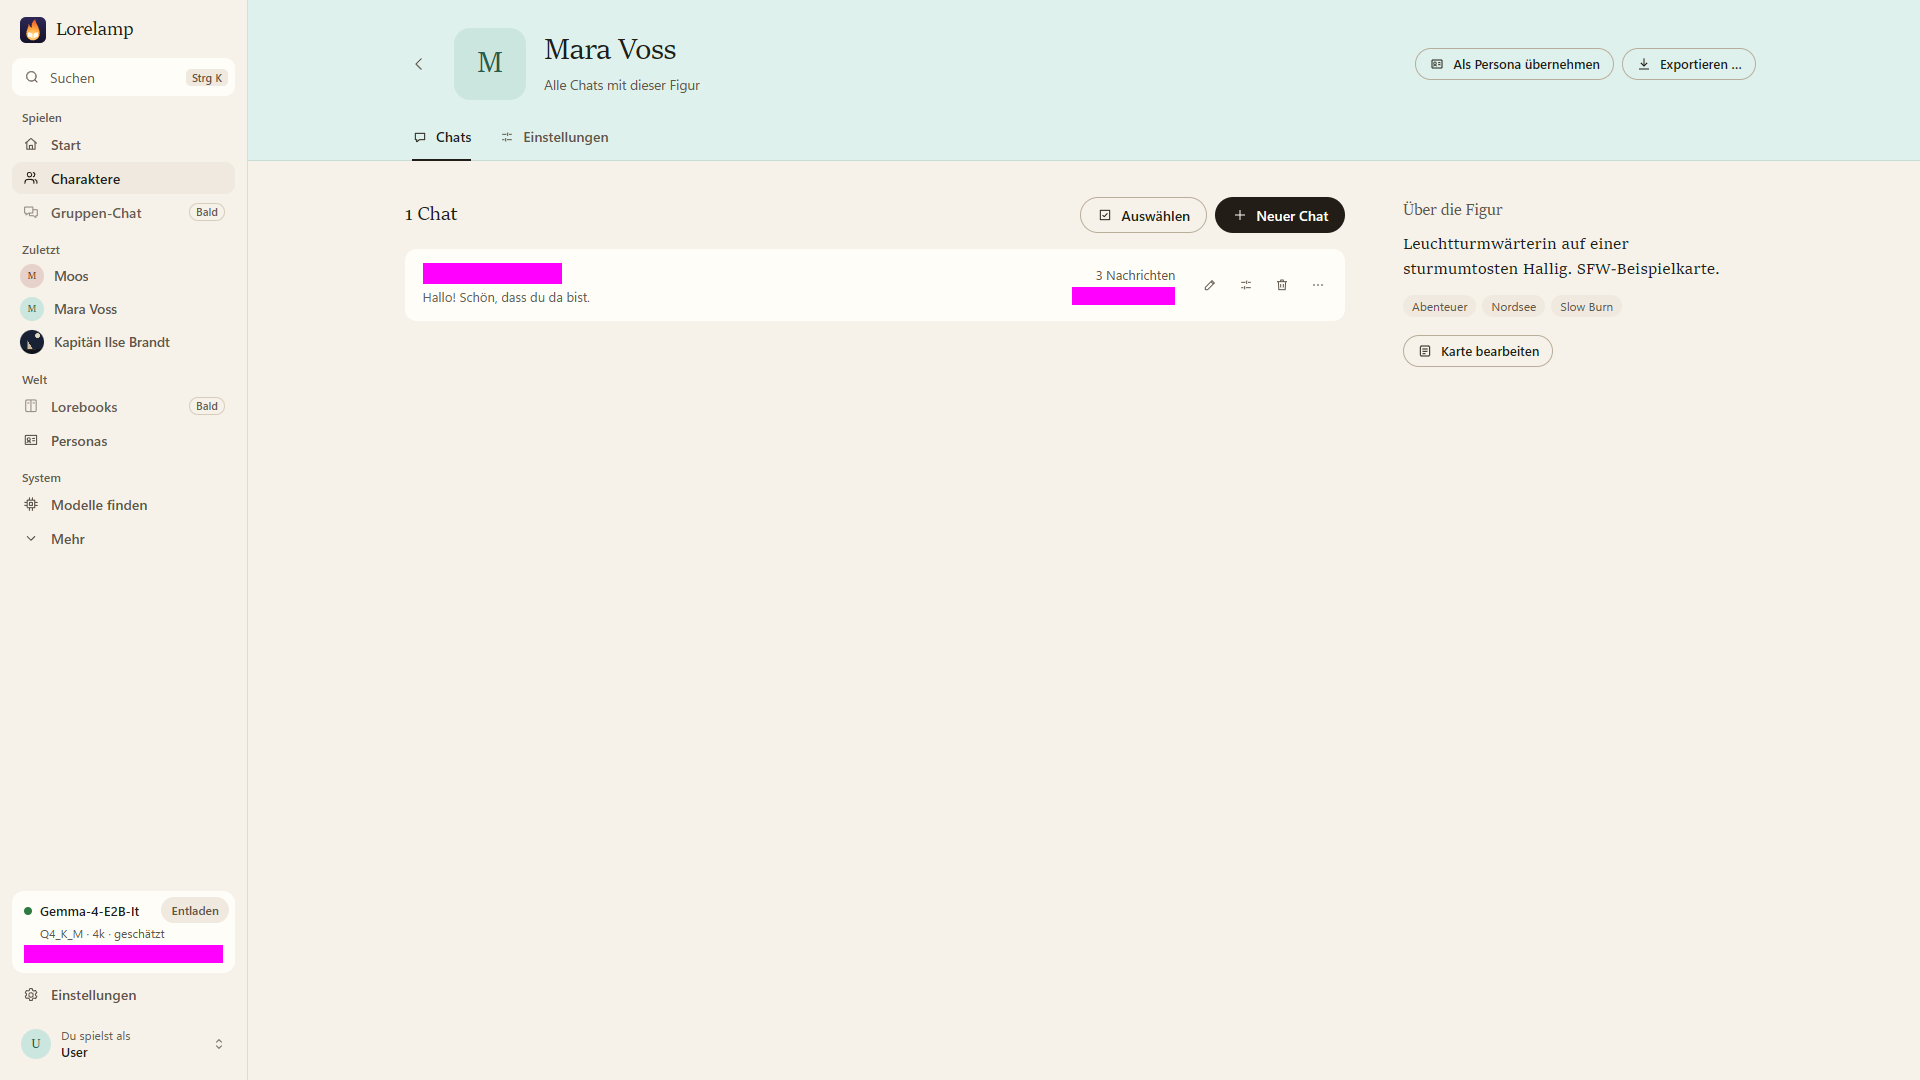 Lorelamp
Suchen
Strg K
Spielen
Start
Charaktere
Gruppen-Chat
Bald
Zuletzt
M
Moos
M
Mara Voss
Kapitän Ilse Brandt
Welt
Lorebooks
Bald
Personas
System
Modelle finden
Mehr
Gemma-4-E2B-It
Entladen
Q4_K_M · 4k · geschätzt
Einstellungen
U
Du spielst als
User
M
Mara Voss
Alle Chats mit dieser Figur
Als Persona übernehmen
Exportieren ...
Chats
Einstellungen
1 Chat
Auswählen
Neuer Chat
Hallo! Schön, dass du da bist.
3 Nachrichten
Über die Figur
Leuchtturmwärterin auf einer
sturmumtosten Hallig. SFW-Beispielkarte.
Abenteuer
Nordsee
Slow Burn
Karte bearbeiten